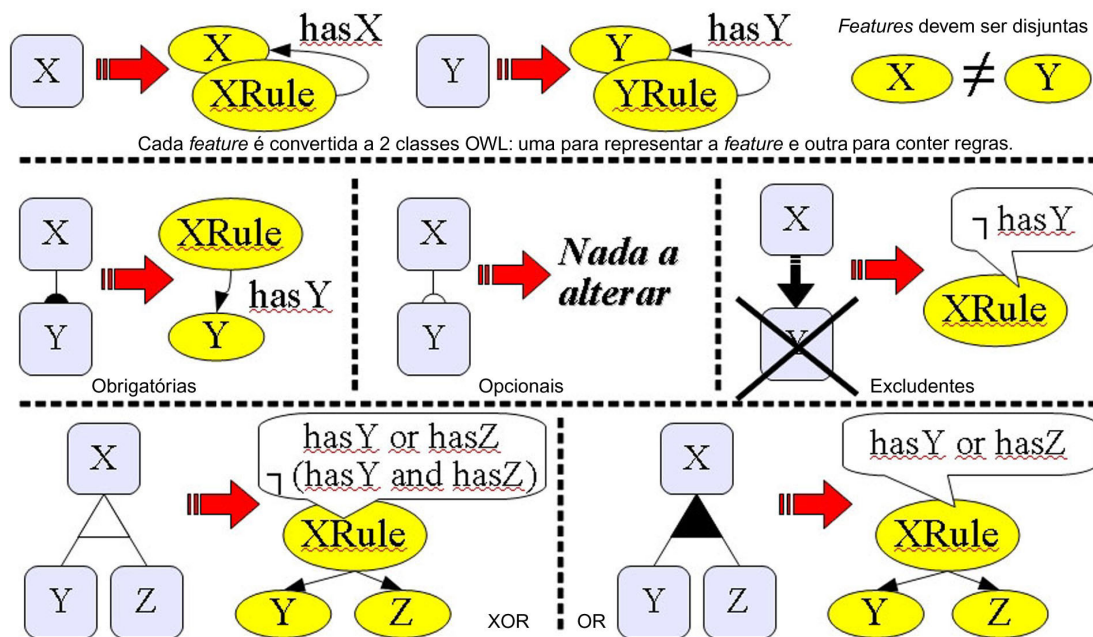 X
X
hasX
XRule
Y
Y
hasY
YRule
Features devem ser disjuntas
X ≠ Y
Cada feature é convertida a 2 classes OWL: uma para representar a feature e outra para conter regras.
X
Y
XRule
hasY
Y
Obrigatórias
X
Y
Nada a
alterar
Opcionais
X
Y
¬ hasY
XRule
Excludentes
X
Y
Z
hasY or hasZ
¬ (hasY and hasZ)
XRule
Y
Z
XOR
OR
X
Y
Z
hasY or hasZ
XRule
Y
Z